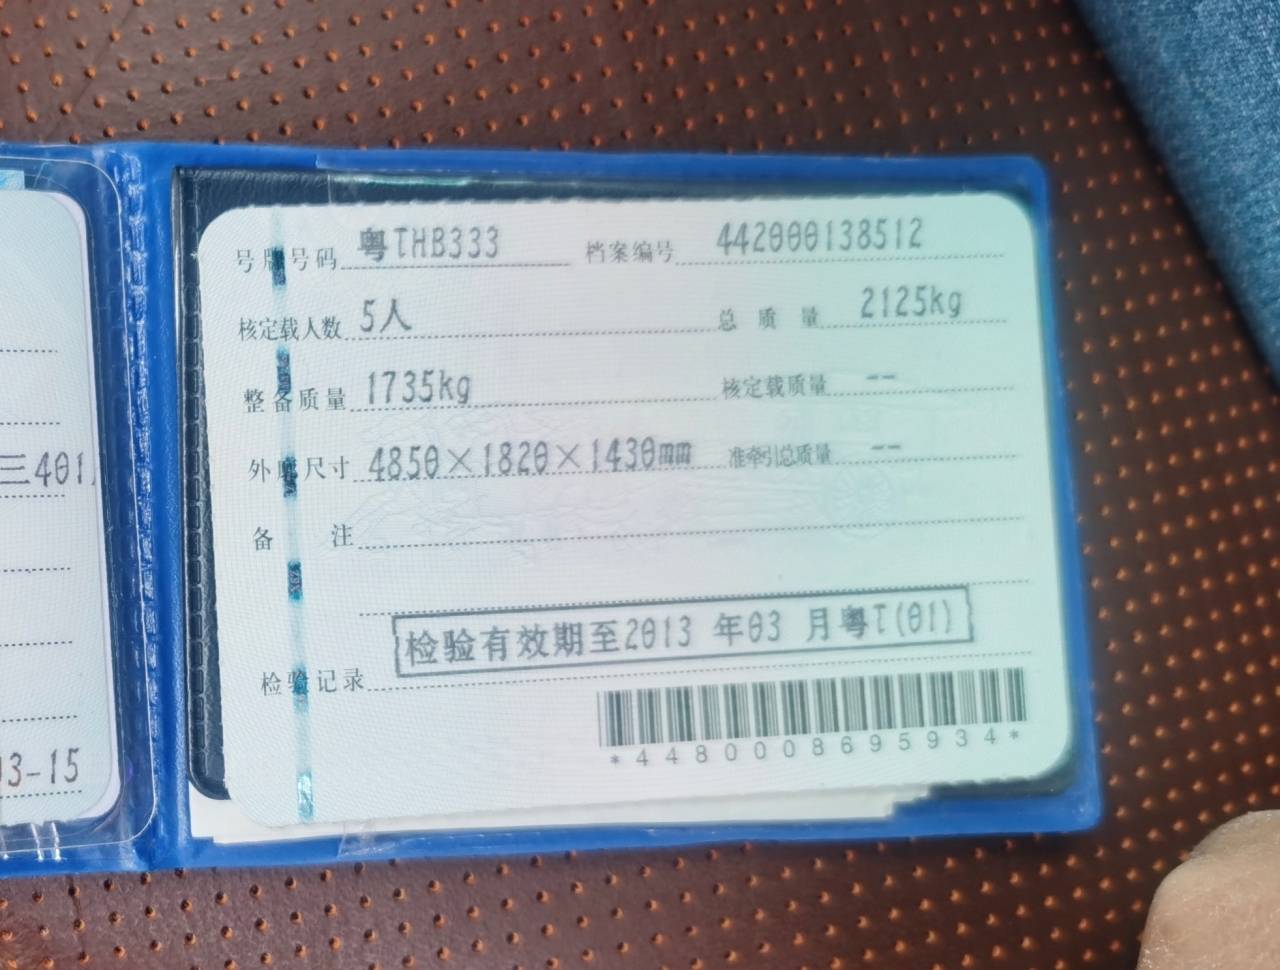 三401
03-15
号牌号码 粤THB333 档案编号 442000138512
核定载人数 5人 总质量 2125kg
整备质量 1735kg 核定载质量 --
外廓尺寸 4850×1820×1430mm 准牵引总质量 --
备注
检验有效期至2013 年03 月粤T(01)
检验记录
*4480008695934*